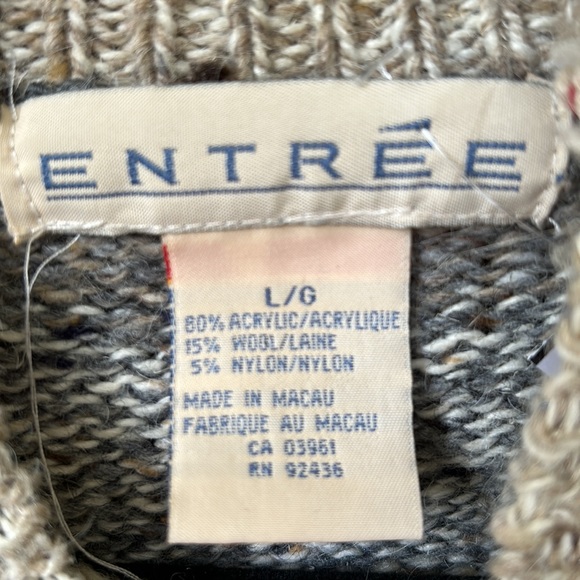 ENTRÉE
L/G
80% ACRYLIC/ACRYLIQUE
15% WOOL/LAINE
5% NYLON/NYLON
MADE IN MACAU
FABRIQUE AU MACAU
CA 03961
RN 92436